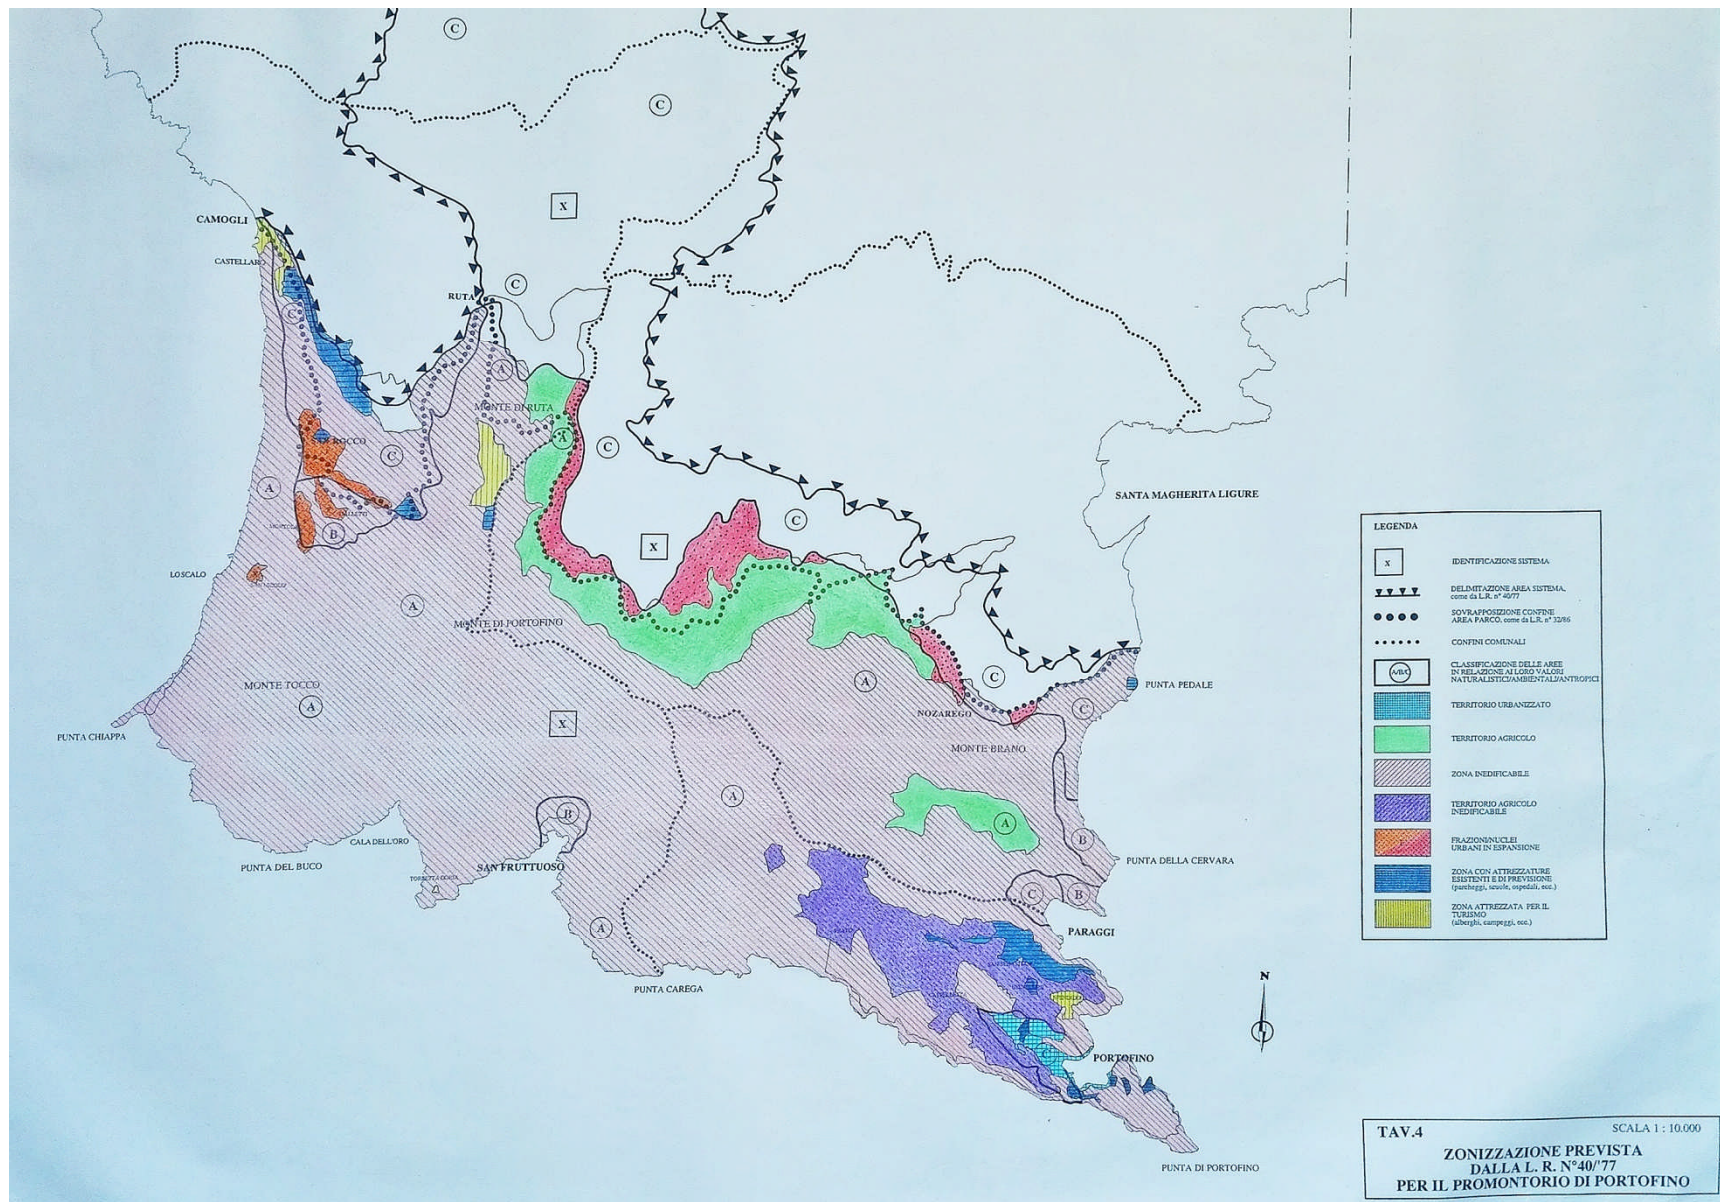 C
C
X
CAMOGLI
CASTELLARO
C
RUTA
C
A
MONTE DI RUTA
A
C
SAN ROCCO
C
A
SANTA MAGHERITA LIGURE
C
B
X
LOSCALO
A
MONTE DI PORTOFINO
MONTE TOCCO
A
A
C
PUNTA PEDALE
NOZAREGO
C
X
PUNTA CHIAPPA
MONTE BRANO
A
B
A
CALA DELL'ORO
B
PUNTA DEL BUCO
SAN FRUTTUOSO
PUNTA DELLA CERVARA
TORRETTA DORIA
C
B
A
PARAGGI
PUNTA CAREGA
PORTOFINO
PUNTA DI PORTOFINO
N
LEGENDA
X
IDENTIFICAZIONE SISTEMA
DELIMITAZIONE AREA SISTEMA,
come da L.R. n° 40/77
SOVRAPPOSIZIONE CONFINE
AREA PARCO, come da L.R. n° 32/86
CONFINI COMUNALI
A/B/C
CLASSIFICAZIONE DELLE AREE
IN RELAZIONE AI LORO VALORI
NATURALISTICI/AMBIENTALI/ANTROPICI
TERRITORIO URBANIZZATO
TERRITORIO AGRICOLO
ZONA INEDIFICABILE
TERRITORIO AGRICOLO
INEDIFICABILE
FRAZIONI/NUCLEI
URBANI IN ESPANSIONE
ZONA CON ATTREZZATURE
ESISTENTI E DI PREVISIONE
(parcheggi, scuole, ospedali, ecc.)
ZONA ATTREZZATA PER IL
TURISMO
(alberghi, campeggi, ecc.)
TAV.4
SCALA 1 : 10.000
ZONIZZAZIONE PREVISTA
DALLA L. R. N°40/'77
PER IL PROMONTORIO DI PORTOFINO